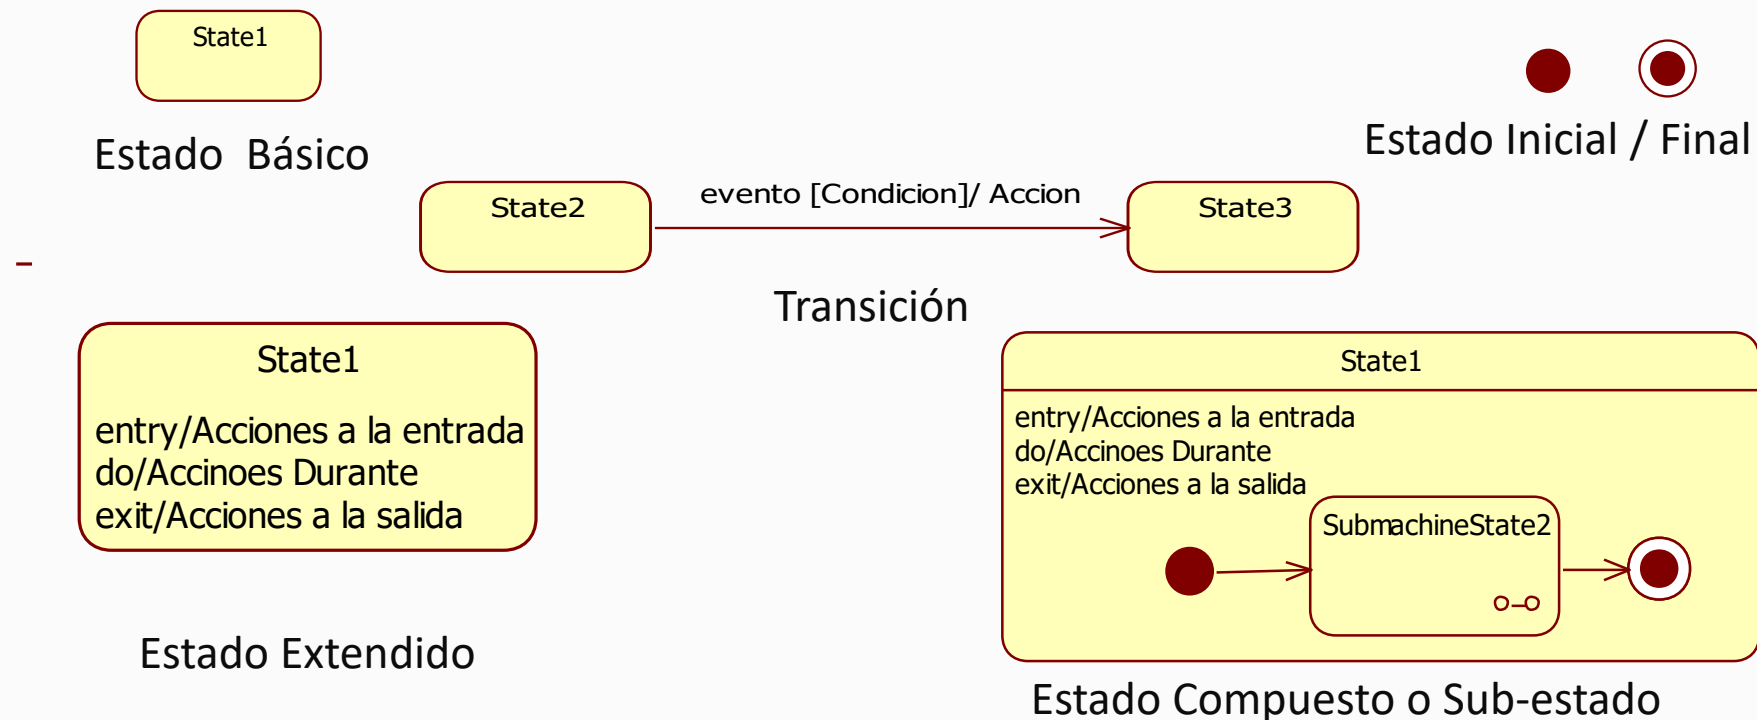 State1
Estado Básico
Estado Inicial / Final
State2
evento [Condicion]/ Accion
State3
Transición
State1
entry/Acciones a la entrada
do/Accinoes Durante
exit/Acciones a la salida
Estado Extendido
State1
entry/Acciones a la entrada
do/Accinoes Durante
exit/Acciones a la salida
SubmachineState2
Estado Compuesto o Sub-estado